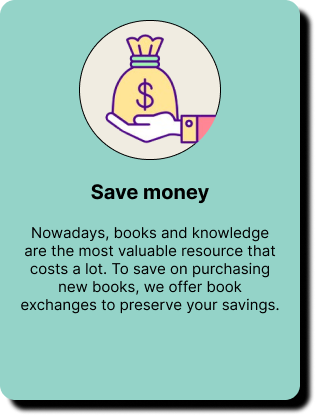 $
Save money
Nowadays, books and knowledge
are the most valuable resource that
costs a lot. To save on purchasing
new books, we offer book
exchanges to preserve your savings.